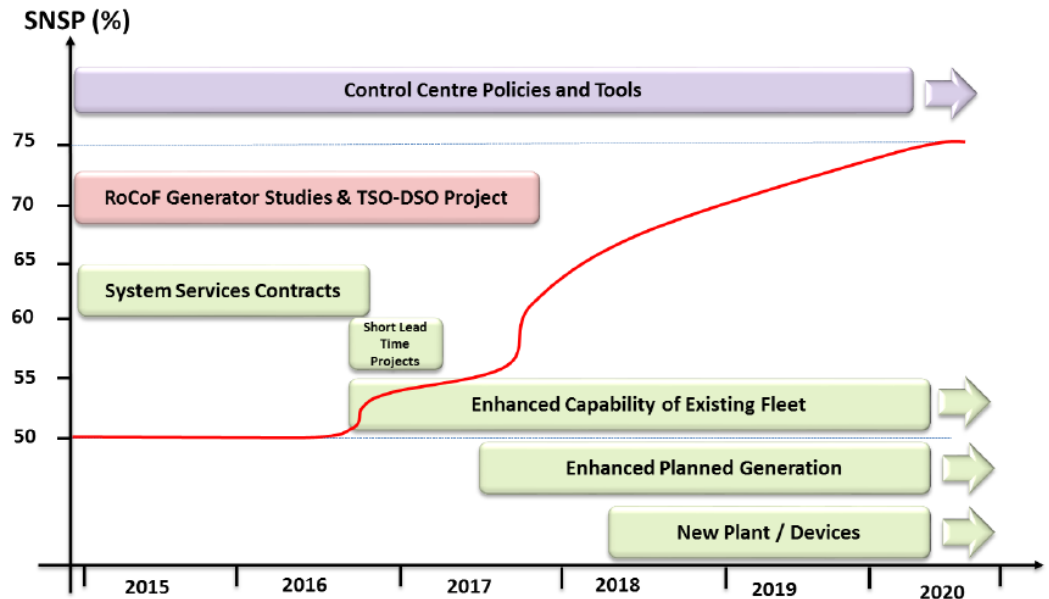 SNSP (%)
Control Centre Policies and Tools
75
RoCoF Generator Studies & TSO-DSO Project
70
65
System Services Contracts
60
Short Lead
Time
Projects
55
Enhanced Capability of Existing Fleet
50
Enhanced Planned Generation
New Plant / Devices
2015
2016
2017
2018
2019
2020